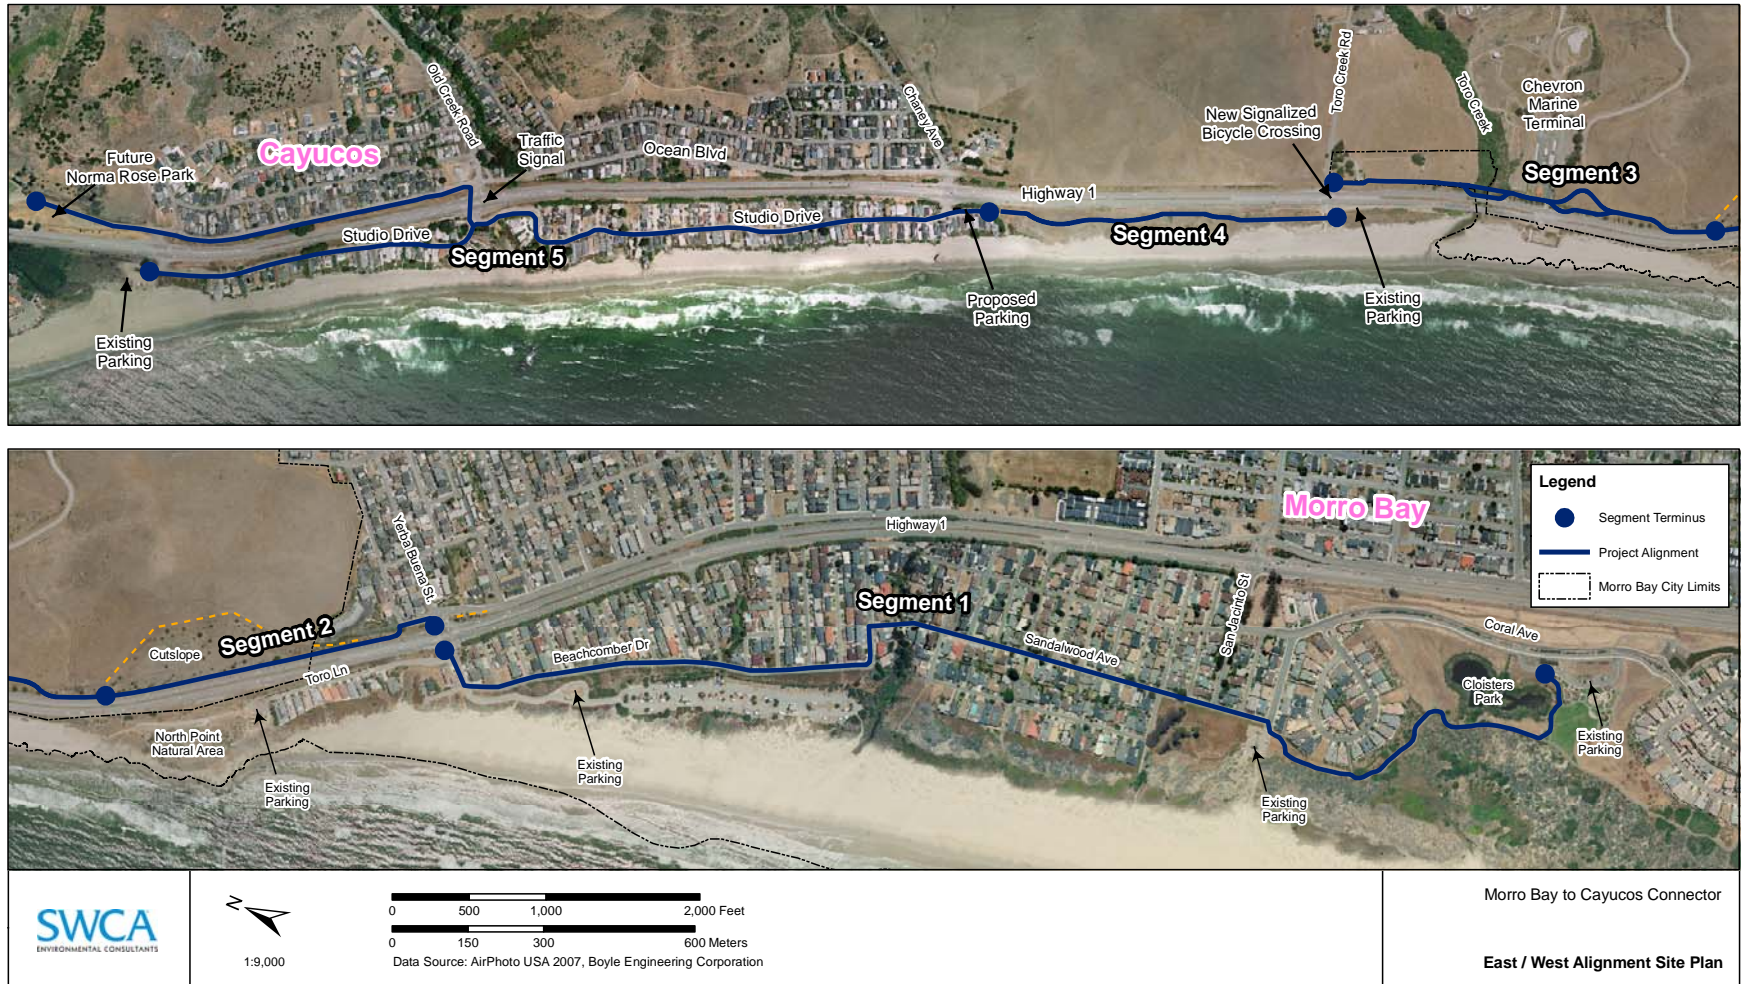 Future
Norma Rose Park
Cayucos
Old Creek Road
Traffic
Signal
Ocean Blvd
Chaney Ave
New Signalized
Bicycle Crossing
Toro Creek Rd
Toro Creek
Chevron
Marine
Terminal
Segment 3
Highway 1
Studio Drive
Studio Drive
Segment 5
Segment 4
Existing
Parking
Proposed
Parking
Existing
Parking
Legend
Segment Terminus
Project Alignment
Morro Bay City Limits
Morro Bay
Highway 1
Yerba Buena St.
Segment 1
Segment 2
Cutslope
Toro Ln
Beachcomber Dr
Sandalwood Ave
San Jacinto St
Coral Ave
Cloisters
Park
North Point
Natural Area
Existing
Parking
Existing
Parking
Existing
Parking
Existing
Parking
SWCA
ENVIRONMENTAL CONSULTANTS
N
1:9,000
0 500 1,000 2,000 Feet
0 150 300 600 Meters
Data Source: AirPhoto USA 2007, Boyle Engineering Corporation
Morro Bay to Cayucos Connector
East / West Alignment Site Plan